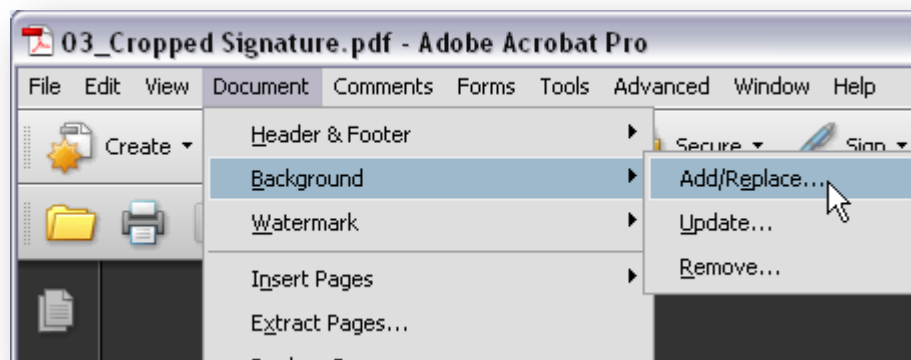 03_Cropped Signature.pdf - Adobe Acrobat Pro
File Edit View Document Comments Forms Tools Advanced Window Help
Create Secure Sign
Header & Footer
Background
Watermark
Insert Pages
Extract Pages...
Add/Replace...
Update...
Remove...